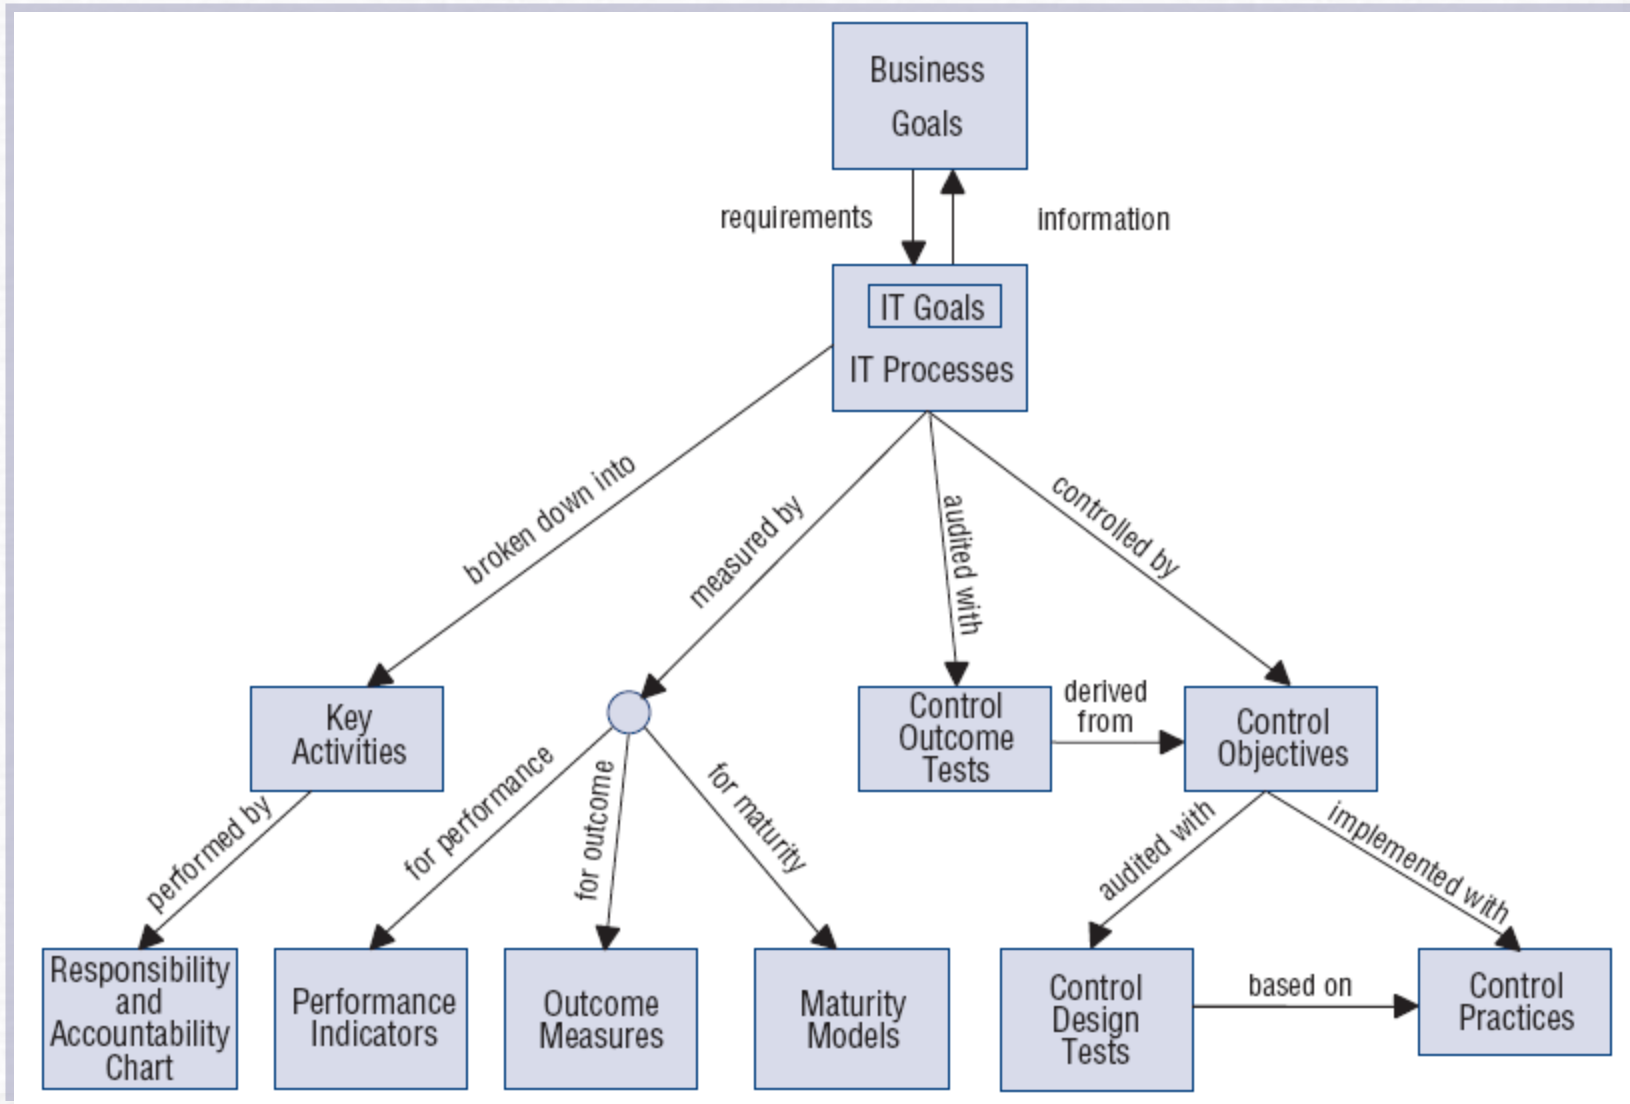 Business
Goals
requirements
information
IT Goals
IT Processes
broken down into
measured by
audited with
controlled by
Key
Activities
Control
Outcome
Tests
derived
from
Control
Objectives
performed by
for performance
for outcome
for maturity
audited with
implemented with
Responsibility
and
Accountability
Chart
Performance
Indicators
Outcome
Measures
Maturity
Models
Control
Design
Tests
based on
Control
Practices